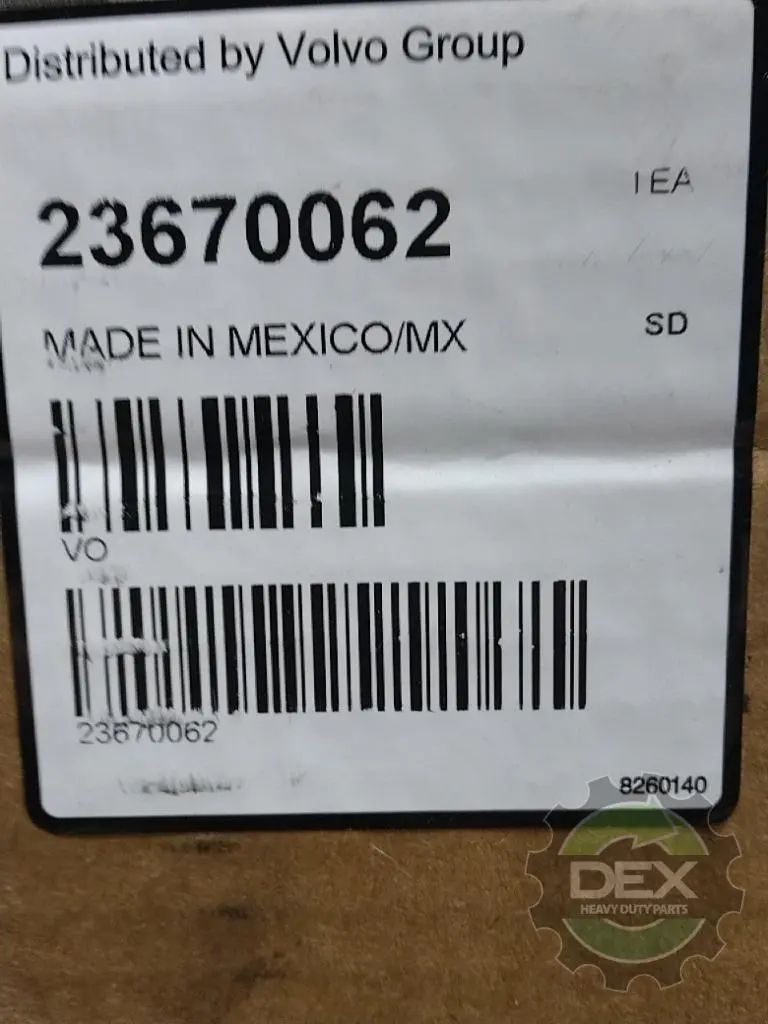 Distributed by Volvo Group
1 EA
23670062
SD
MADE IN MEXICO/MX
VO
23670062
8260140
DEX
HEAVY DUTY PARTS